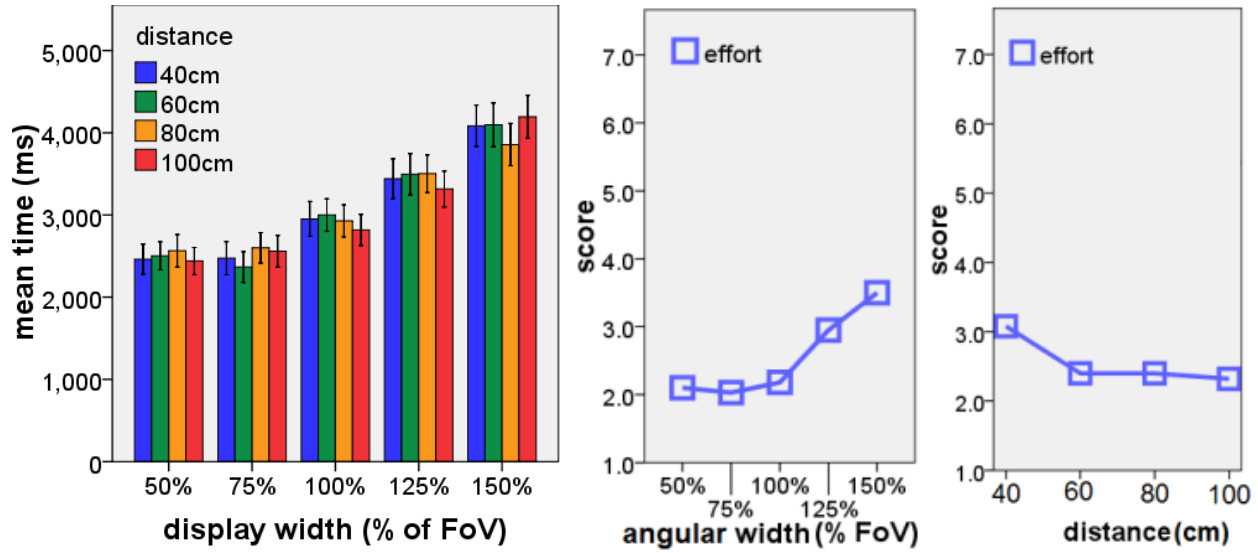 distance
40cm
60cm
80cm
100cm
5,000
4,000
3,000
2,000
1,000
0
mean time (ms)
50% 75% 100% 125% 150%
display width (% of FoV)
effort
7.0
6.0
5.0
4.0
3.0
2.0
1.0
score
50% 100% 150%
75% 125%
angular width (% FoV)
effort
7.0
6.0
5.0
4.0
3.0
2.0
1.0
score
40 60 80 100
distance (cm)